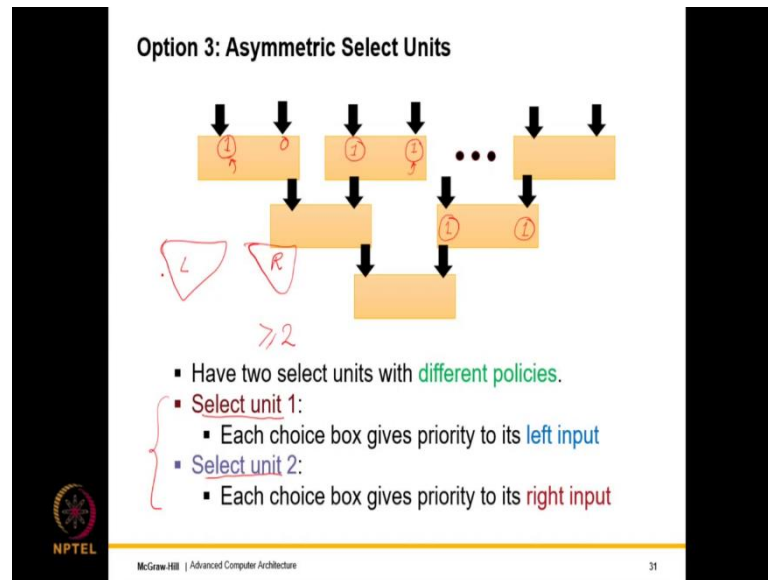 Option 3: Asymmetric Select Units
1 0 1 1
1 1
L R
≥2
▪ Have two select units with different policies.
▪ Select unit 1:
▪ Each choice box gives priority to its left input
▪ Select unit 2:
▪ Each choice box gives priority to its right input
NPTEL
McGraw-Hill | Advanced Computer Architecture 31